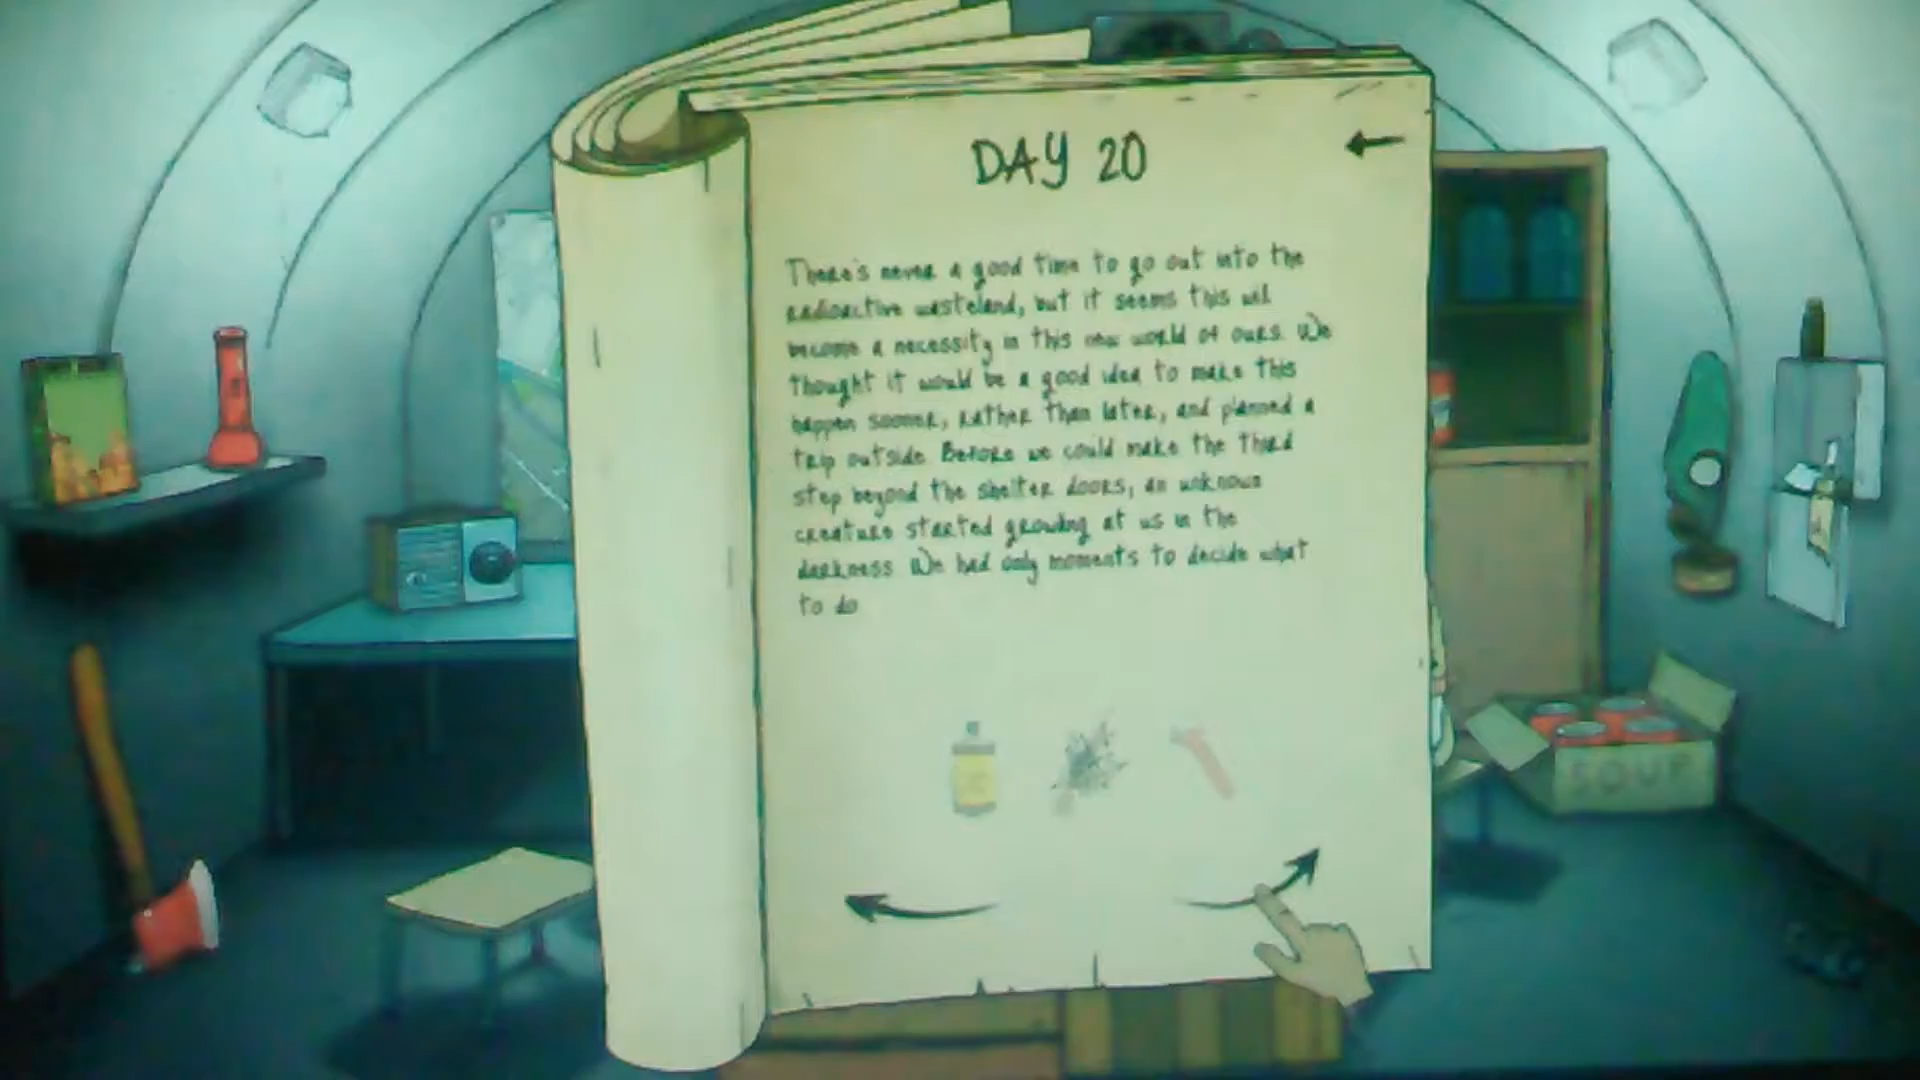 DAY 20
There's never a good time to go out into the
radioactive wasteland, but it seems this will
become a necessity in this new world of ours. We
thought it would be a good idea to make this
happen sooner, rather than later, and planned a
trip outside. Before we could make the third
step beyond the shelter doors, an unknown
creature started growling at us in the
darkness. We had only moments to decide what
to do
SOUP